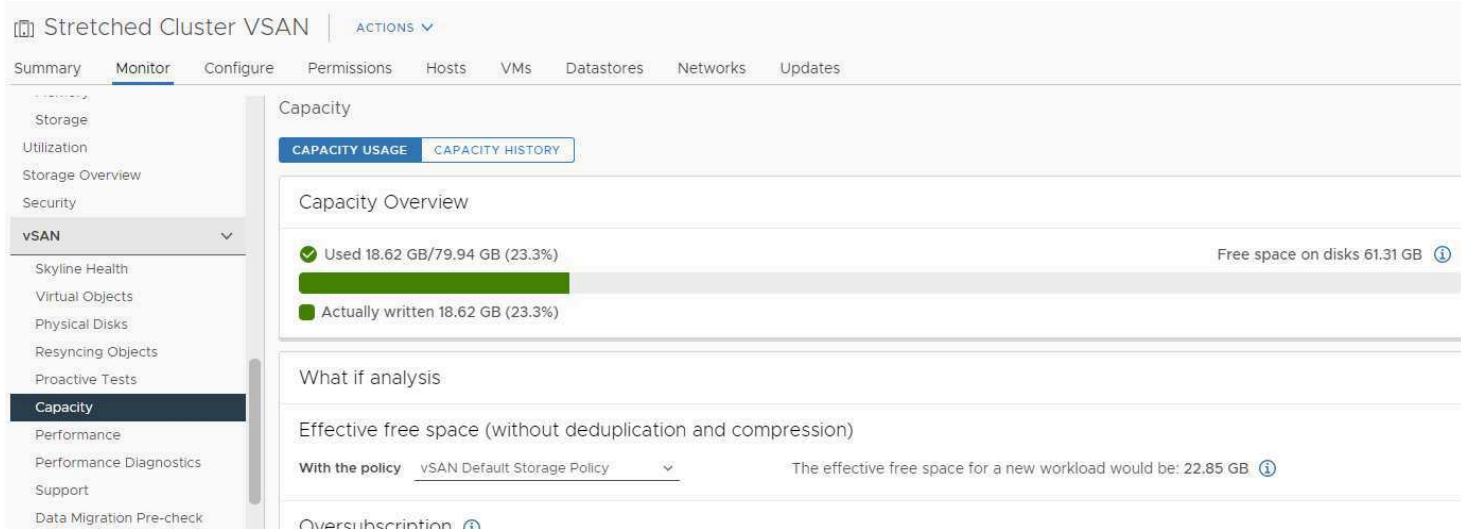 Stretched Cluster VSAN ACTIONS
Summary Monitor Configure Permissions Hosts VMs Datastores Networks Updates
Storage
Utilization
Storage Overview
Security
vSAN
Skyline Health
Virtual Objects
Physical Disks
Resyncing Objects
Proactive Tests
Capacity
Performance
Performance Diagnostics
Support
Data Migration Pre-check
Capacity
CAPACITY USAGE CAPACITY HISTORY
Capacity Overview
Used 18.62 GB/79.94 GB (23.3%) Free space on disks 61.31 GB
Actually written 18.62 GB (23.3%)
What if analysis
Effective free space (without deduplication and compression)
With the policy vSAN Default Storage Policy The effective free space for a new workload would be: 22.85 GB
Oversubscription